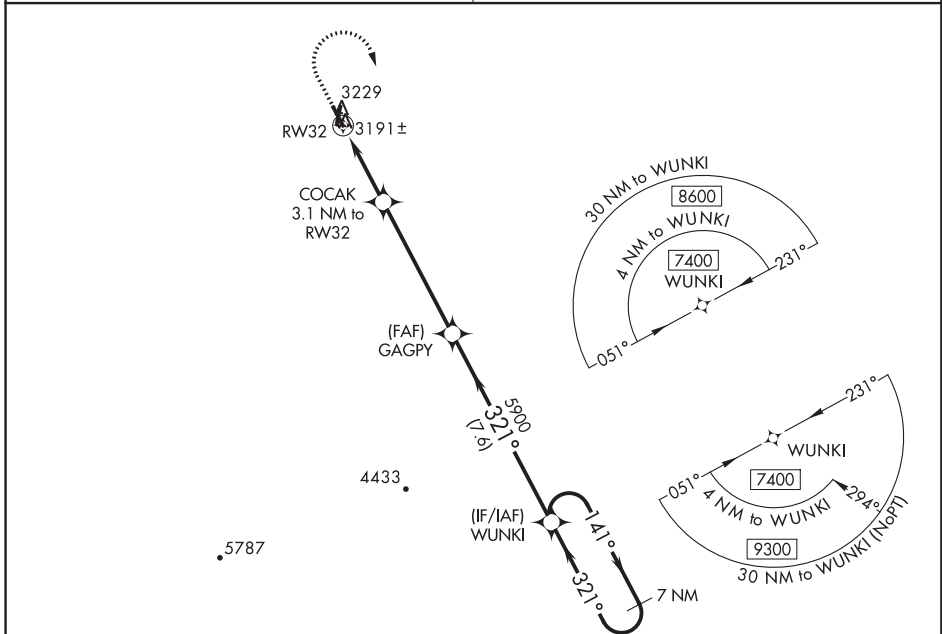 3229
RW32
3191±
COCAK
3.1 NM to
RW32
(FAF)
GAGPY
5900
321°
(7.6)
4433
5787
(IF/IAF)
WUNKI
141°
321°
7 NM
30 NM to WUNKI
8600
4 NM to WUNKI
7400
WUNKI
231°
051°
231°
WUNKI
051°
7400
4 NM to WUNKI
294°
9300
30 NM to WUNKI (NoPT)